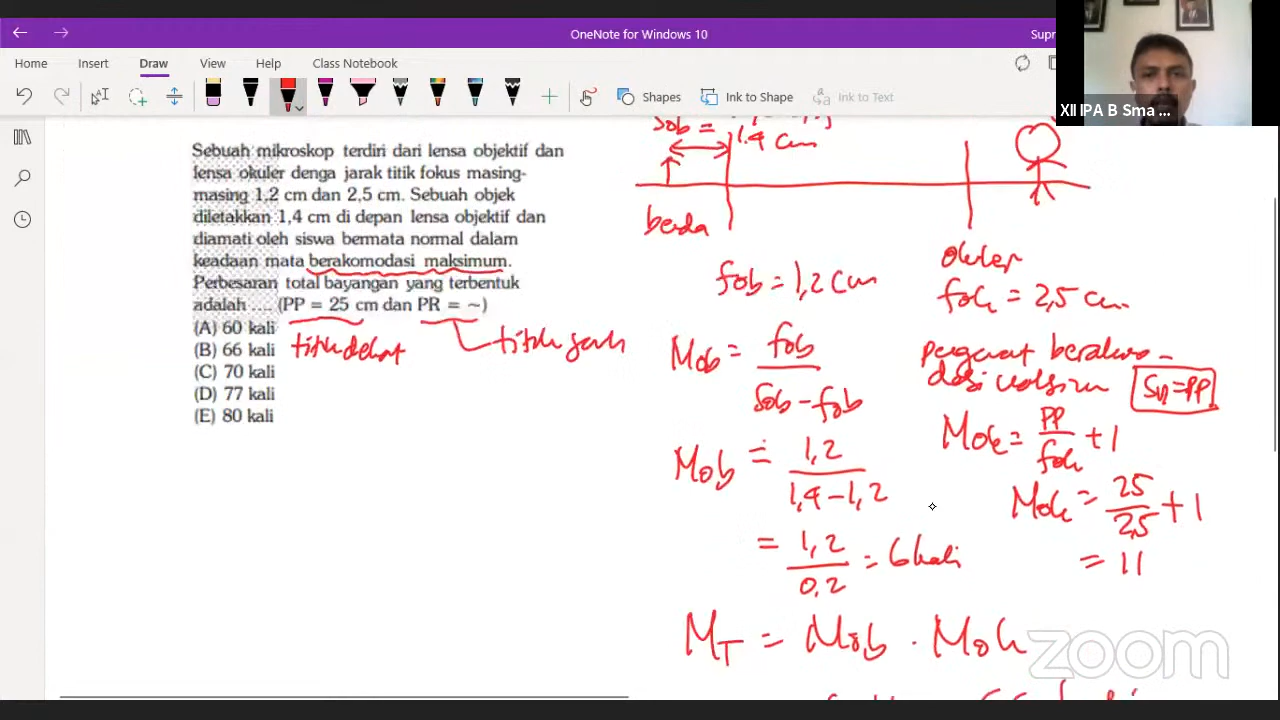 OneNote for Windows 10
Supr
Home Insert Draw View Help Class Notebook
Shapes Ink to Shape Ink to Text
XII IPA B Sma ...
Sebuah mikroskop terdiri dari lensa objektif dan
lensa okuler denga jarak titik fokus masing-
masing 1,2 cm dan 2,5 cm. Sebuah objek
diletakkan 1,4 cm di depan lensa objektif dan
diamati oleh siswa bermata normal dalam
keadaan mata berakomodasi maksimum.
Perbesaran total bayangan yang terbentuk
adalah ... (PP = 25 cm dan PR = ~)
(A) 60 kali
(B) 66 kali
(C) 70 kali
(D) 77 kali
(E) 80 kali
titik dekat
titik jauh
Sob =
1.4 cm
benda
fob = 1,2 cm
okuler
fok = 2,5 cm
Mob = fob / Sob - fob
Mob = 1,2 / 1,4 - 1,2
= 1,2 / 0,2 = 6 kali
Sn = PP
Mok = PP / fok + 1
Mok = 25 / 2,5 + 1
= 11
MT = Mob . Mok
zoom